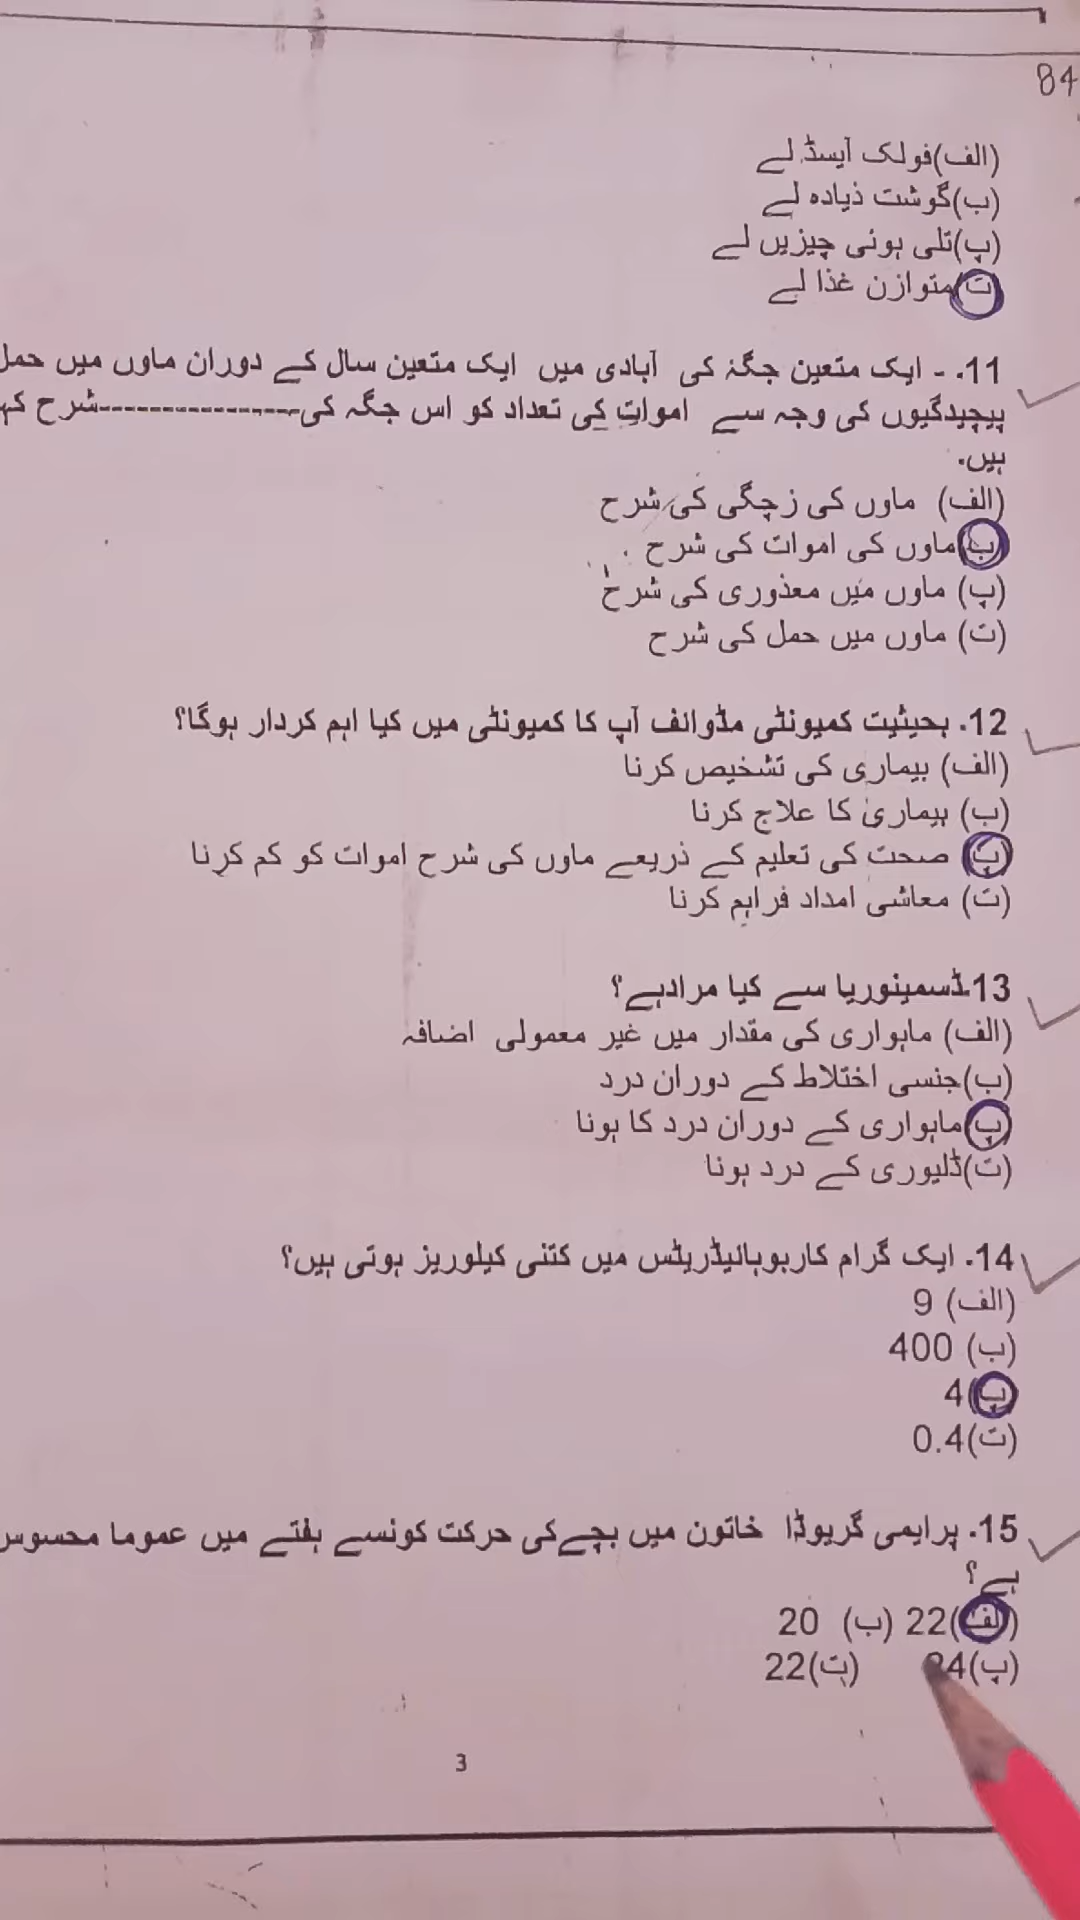 84
(الف)فولک آیسڈ لے
(ب)گوشت ذیادہ لے
(پ)تلی ہوئی چیزیں لے
(ت)متوازن غذا لے
11. - ایک متعین جگہ کی آبادی میں ایک متعین سال کے دوران ماوں میں حمل
پیچیدگیوں کی وجہ سے اموات کی تعداد کو اس جگہ کی----------------شرح
ہیں.
(الف) ماوں کی زچگی کی شرح
(ب)ماوں کی اموات کی شرح
(پ) ماوں میں معذوری کی شرح
(ت) ماوں میں حمل کی شرح
12. بحیثیت کمیونٹی مڈوائف آپ کا کمیونٹی میں کیا اہم کردار ہوگا؟
(الف) بیماری کی تشخیص کرنا
(ب) بیماری کا علاج کرنا
(پ) صحت کی تعلیم کے ذریعے ماوں کی شرح اموات کو کم کرنا
(ت) معاشی امداد فراہم کرنا
13.ڈسمینوریا سے کیا مرادہے؟
(الف) ماہواری کی مقدار میں غیر معمولی اضافہ
(ب)جنسی اختلاط کے دوران درد
(پ)ماہواری کے دوران درد کا ہونا
(ت)ڈلیوری کے درد ہونا
14. ایک گرام کاربوہائیڈریٹس میں کتنی کیلوریز ہوتی ہیں؟
(الف) 9
(ب) 400
(پ)4
(ت)0.4
15. پرایمی گریوڈا خاتون میں بچےکی حرکت کونسے ہفتے میں عموما محسوس
ہے؟
(الف)22 (ب) 20
(پ)24 (ت)22
3